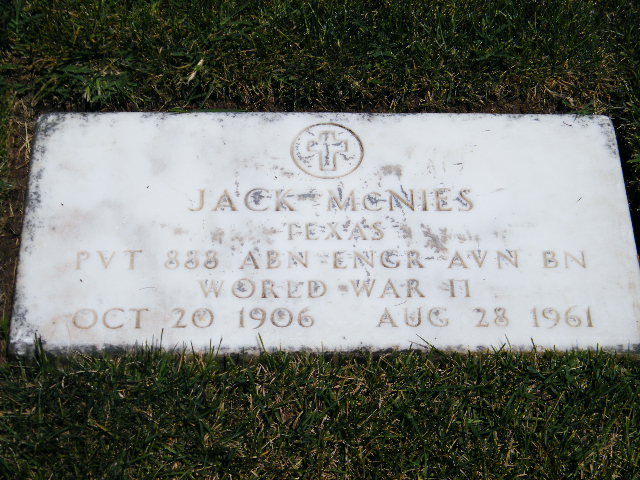 JACK McNIES
TEXAS
PVT 888 ABN ENGR AVN BN
WORLD WAR II
OCT 20 1906 AUG 28 1961